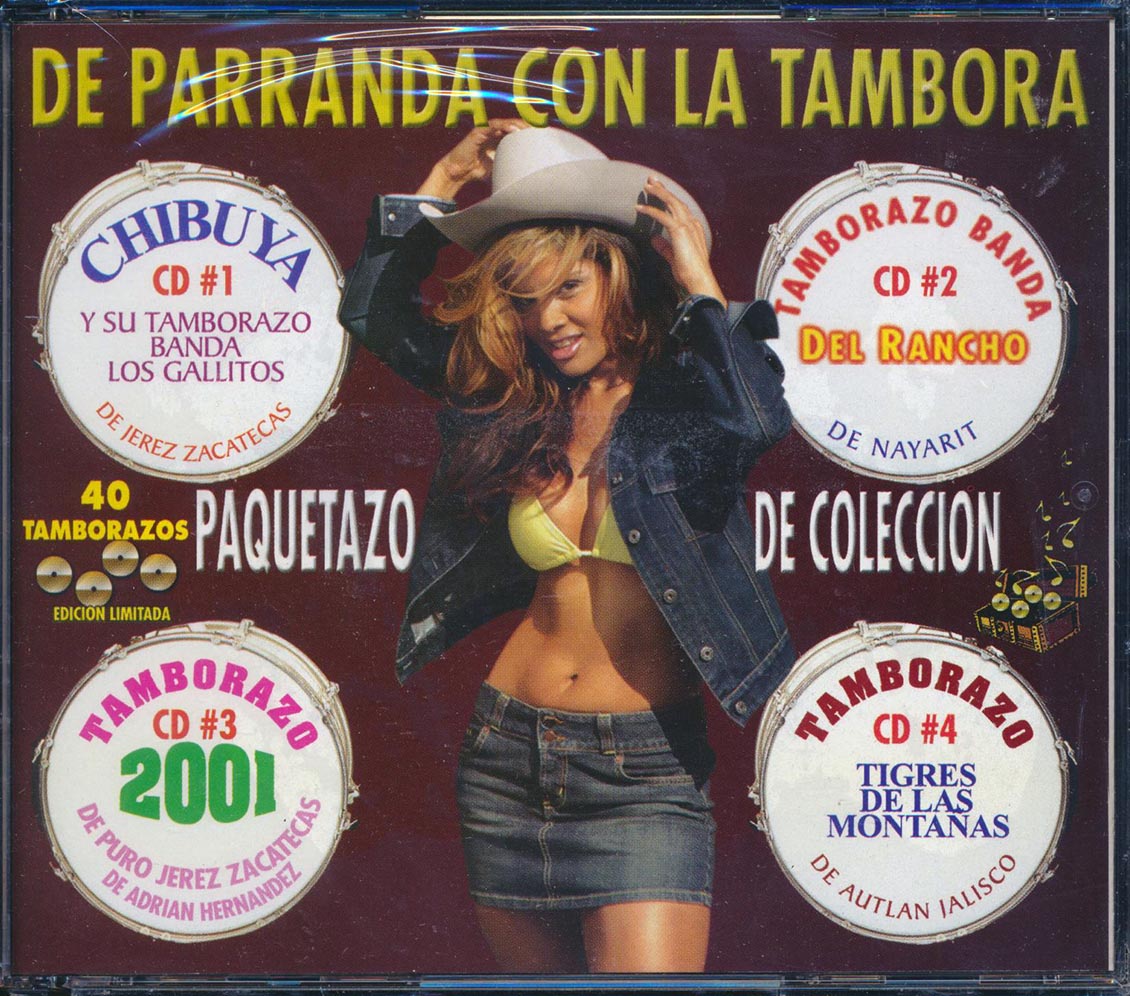 DE PARRANDA CON LA TAMBORA
CHIBUYA
CD #1
Y SU TAMBORAZO
BANDA
LOS GALLITOS
DE JEREZ ZACATECAS
TAMBORAZO BANDA
CD #2
DEL RANCHO
DE NAYARIT
40
TAMBORAZOS
EDICION LIMITADA
PAQUETAZO DE COLECCION
TAMBORAZO
CD #3
2001
DE PURO JEREZ ZACATECAS
DE ADRIAN HERNANDEZ
TAMBORAZO
CD #4
TIGRES
DE LAS
MONTAÑAS
DE AUTLAN JALISCO